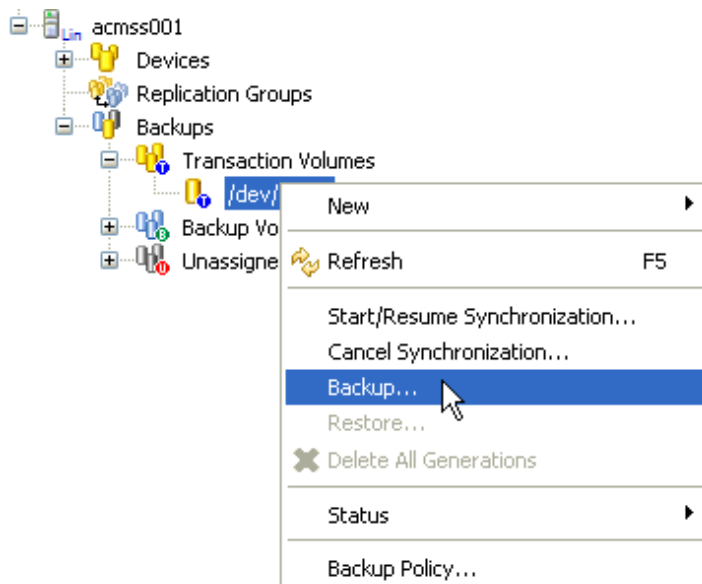 Lin acmss001
Devices
Replication Groups
Backups
Transaction Volumes
T
T /dev/
B Backup Vo
U Unassigne
New
Refresh F5
Start/Resume Synchronization...
Cancel Synchronization...
Backup...
Restore...
Delete All Generations
Status
Backup Policy...